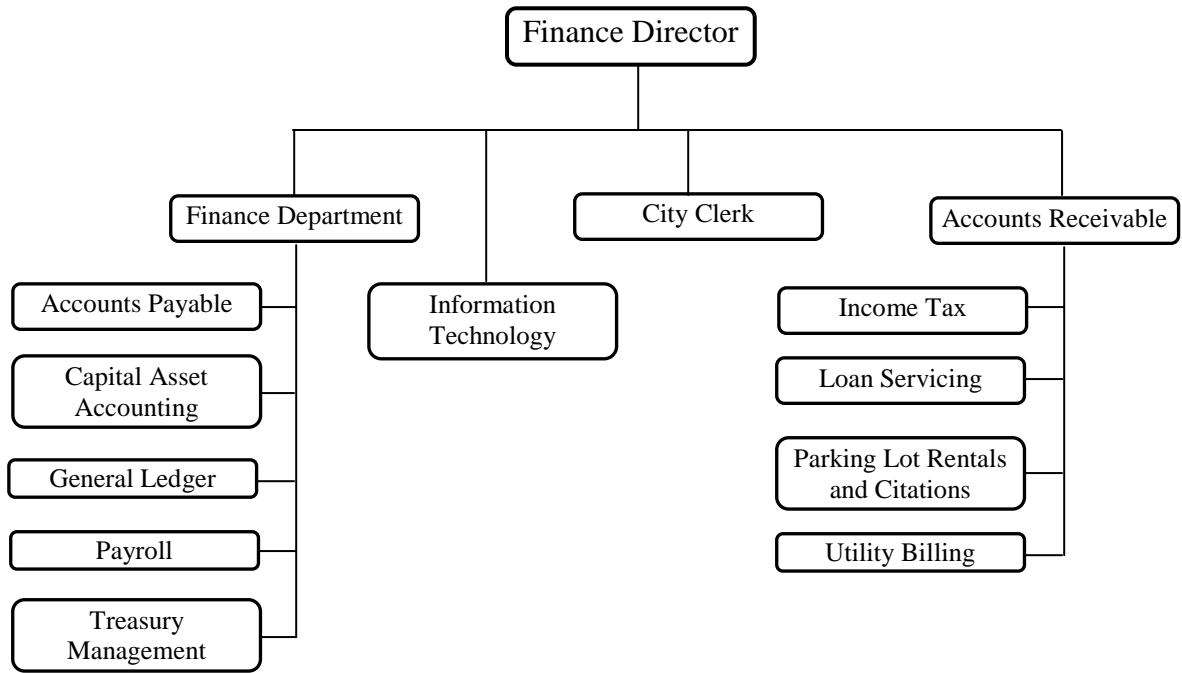 Finance Director
Finance Department
City Clerk
Accounts Receivable
Information
Technology
Accounts Payable
Capital Asset
Accounting
General Ledger
Payroll
Treasury
Management
Income Tax
Loan Servicing
Parking Lot Rentals
and Citations
Utility Billing